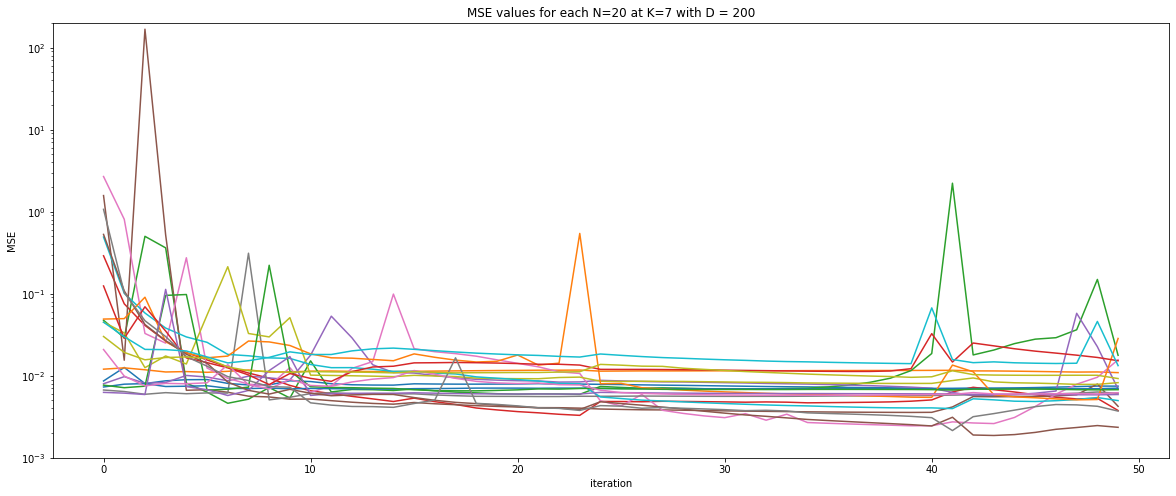 MSE values for each N=20 at K=7 with D = 200
10²
10¹
10⁰
10⁻¹
10⁻²
10⁻³
MSE
0 10 20 30 40 50
iteration